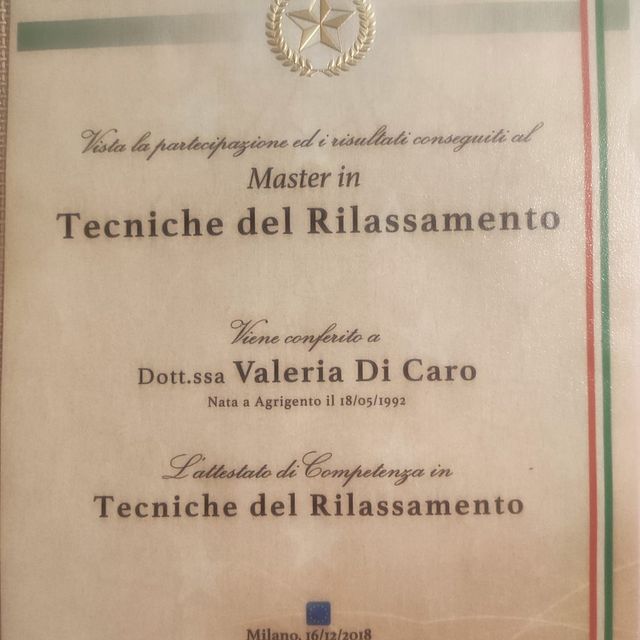 Vista la partecipazione ed i risultati conseguiti al
Master in
Tecniche del Rilassamento
Viene conferito a
Dott.ssa Valeria Di Caro
Nata a Agrigento il 18/05/1992
L'attestato di Competenza in
Tecniche del Rilassamento
Milano, 16/12/2018